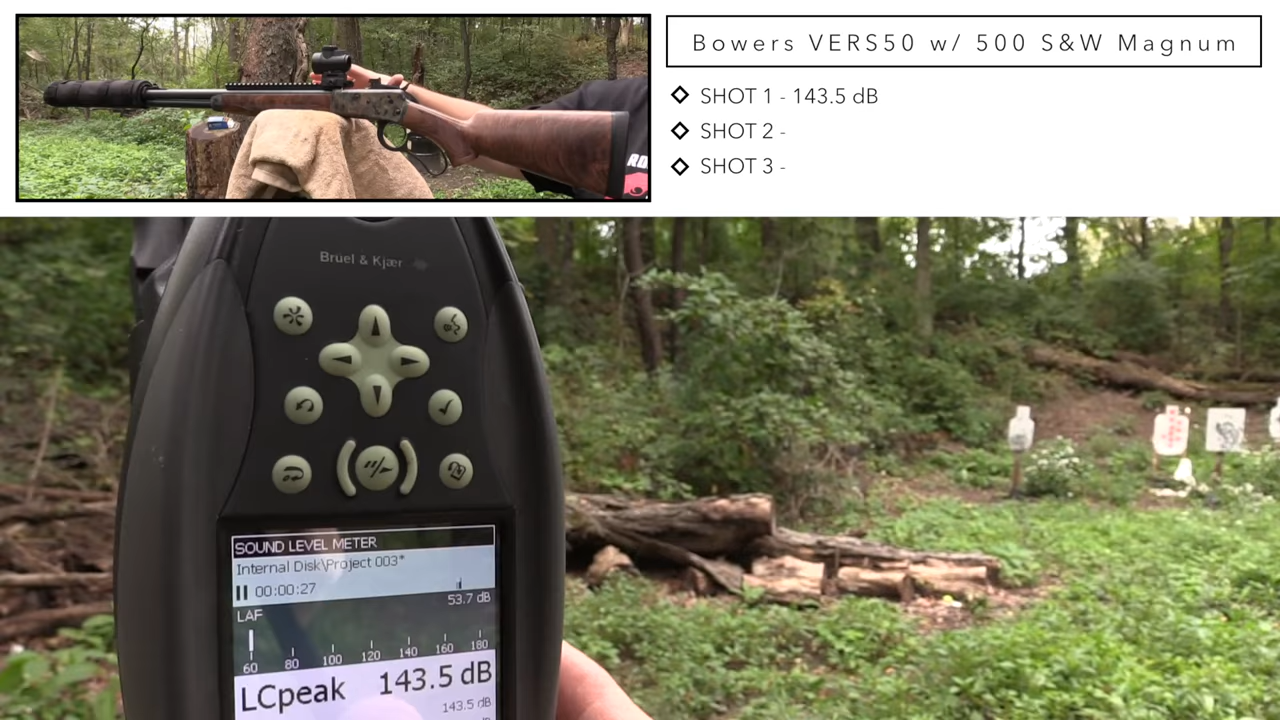 Bowers VERS50 w/ 500 S&W Magnum
SHOT 1 - 143.5 dB
SHOT 2 -
SHOT 3 -
Brüel & Kjær
SOUND LEVEL METER
Internal Disk\Project 003*
00:00:27
53.7 dB
LAF
60 80 100 120 140 160 180
LCpeak 143.5 dB
143.5 dB